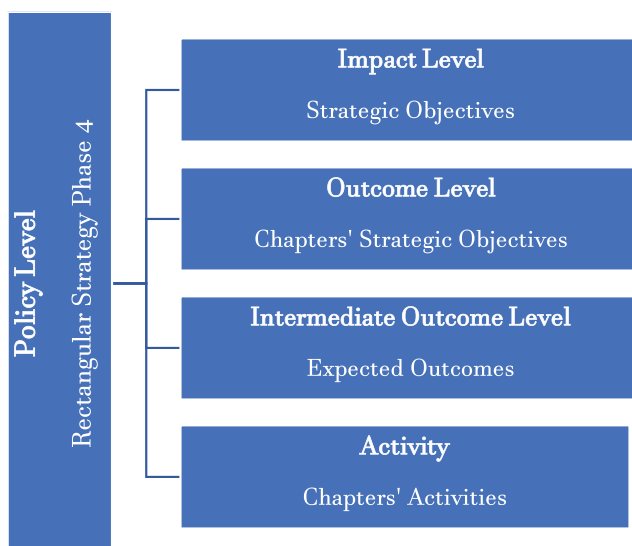 Policy Level
Rectangular Strategy Phase 4
Impact Level
Strategic Objectives
Outcome Level
Chapters' Strategic Objectives
Intermediate Outcome Level
Expected Outcomes
Activity
Chapters' Activities